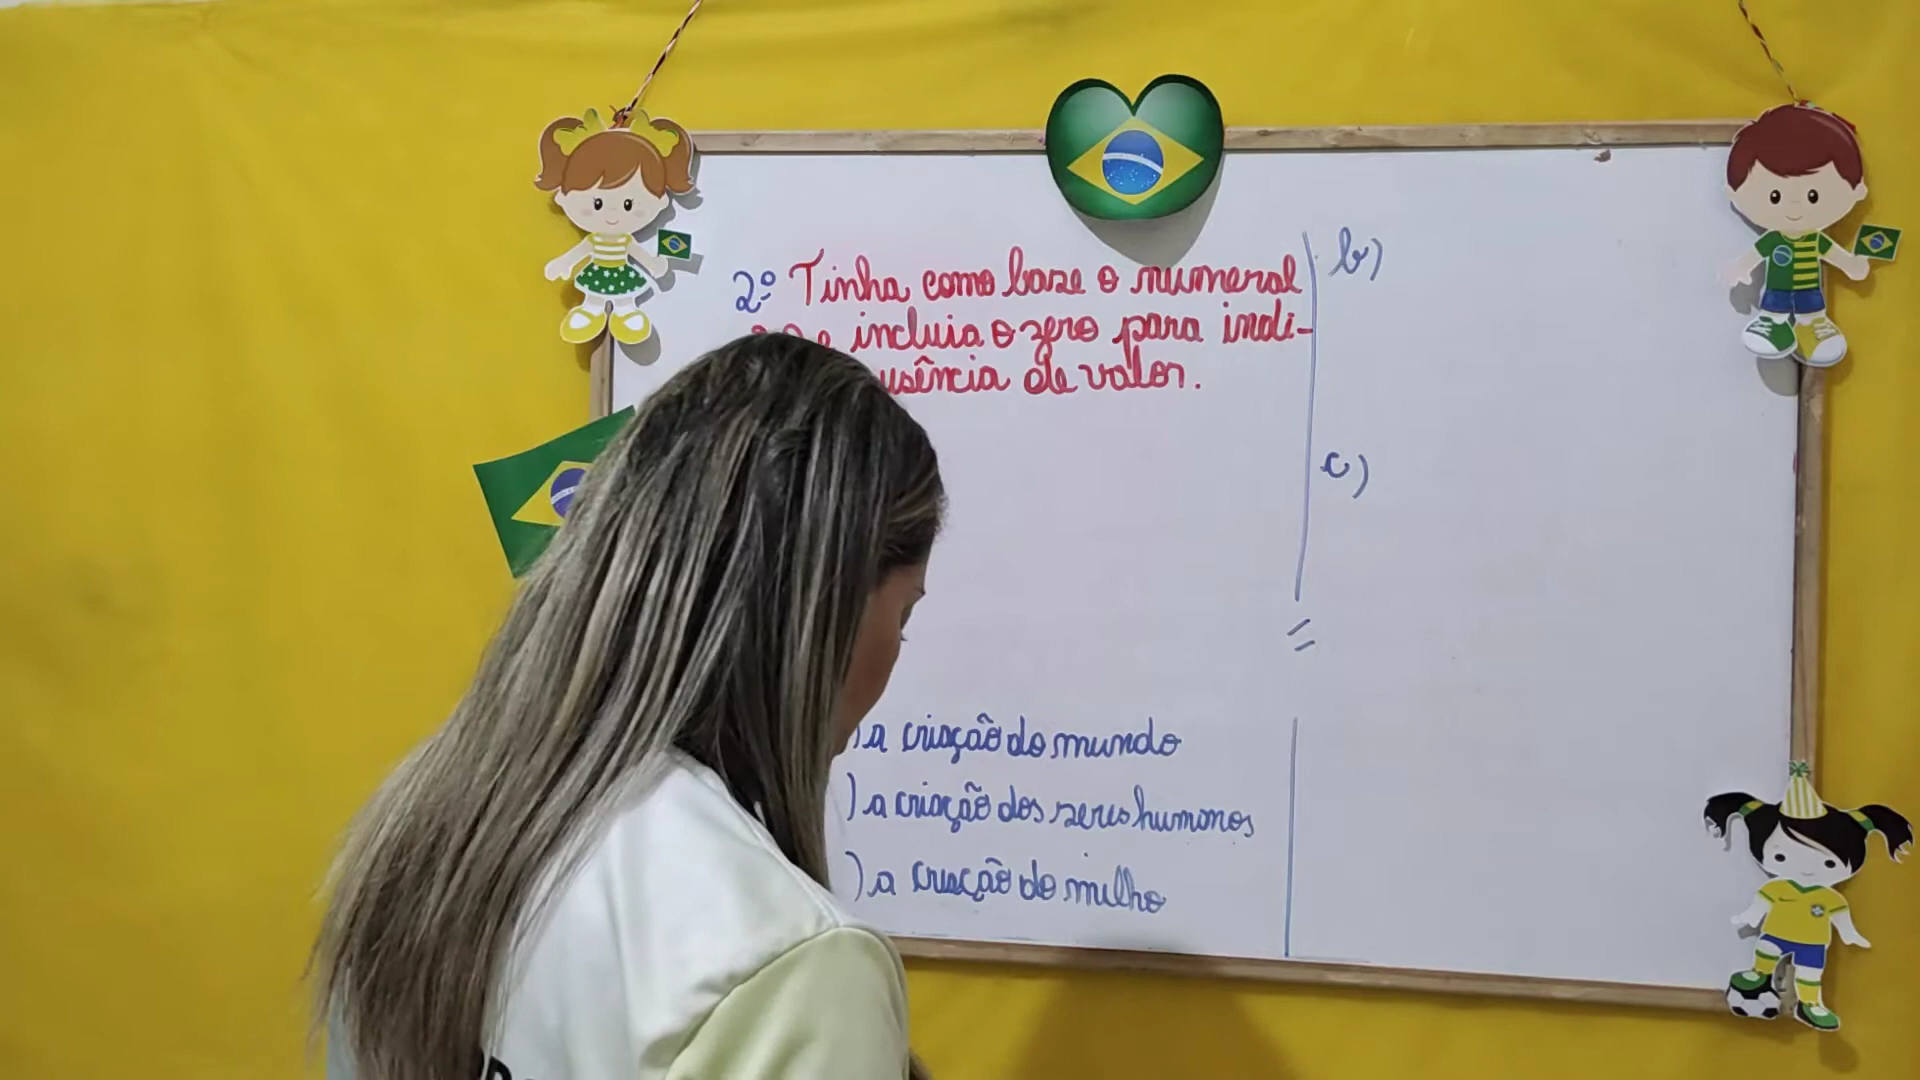 2º Tinha como base o numeral
e incluia o zero para indi-
usência de valor.
) a criação do mundo
) a criação dos seres humanos
) a criação do milho
b)
c)